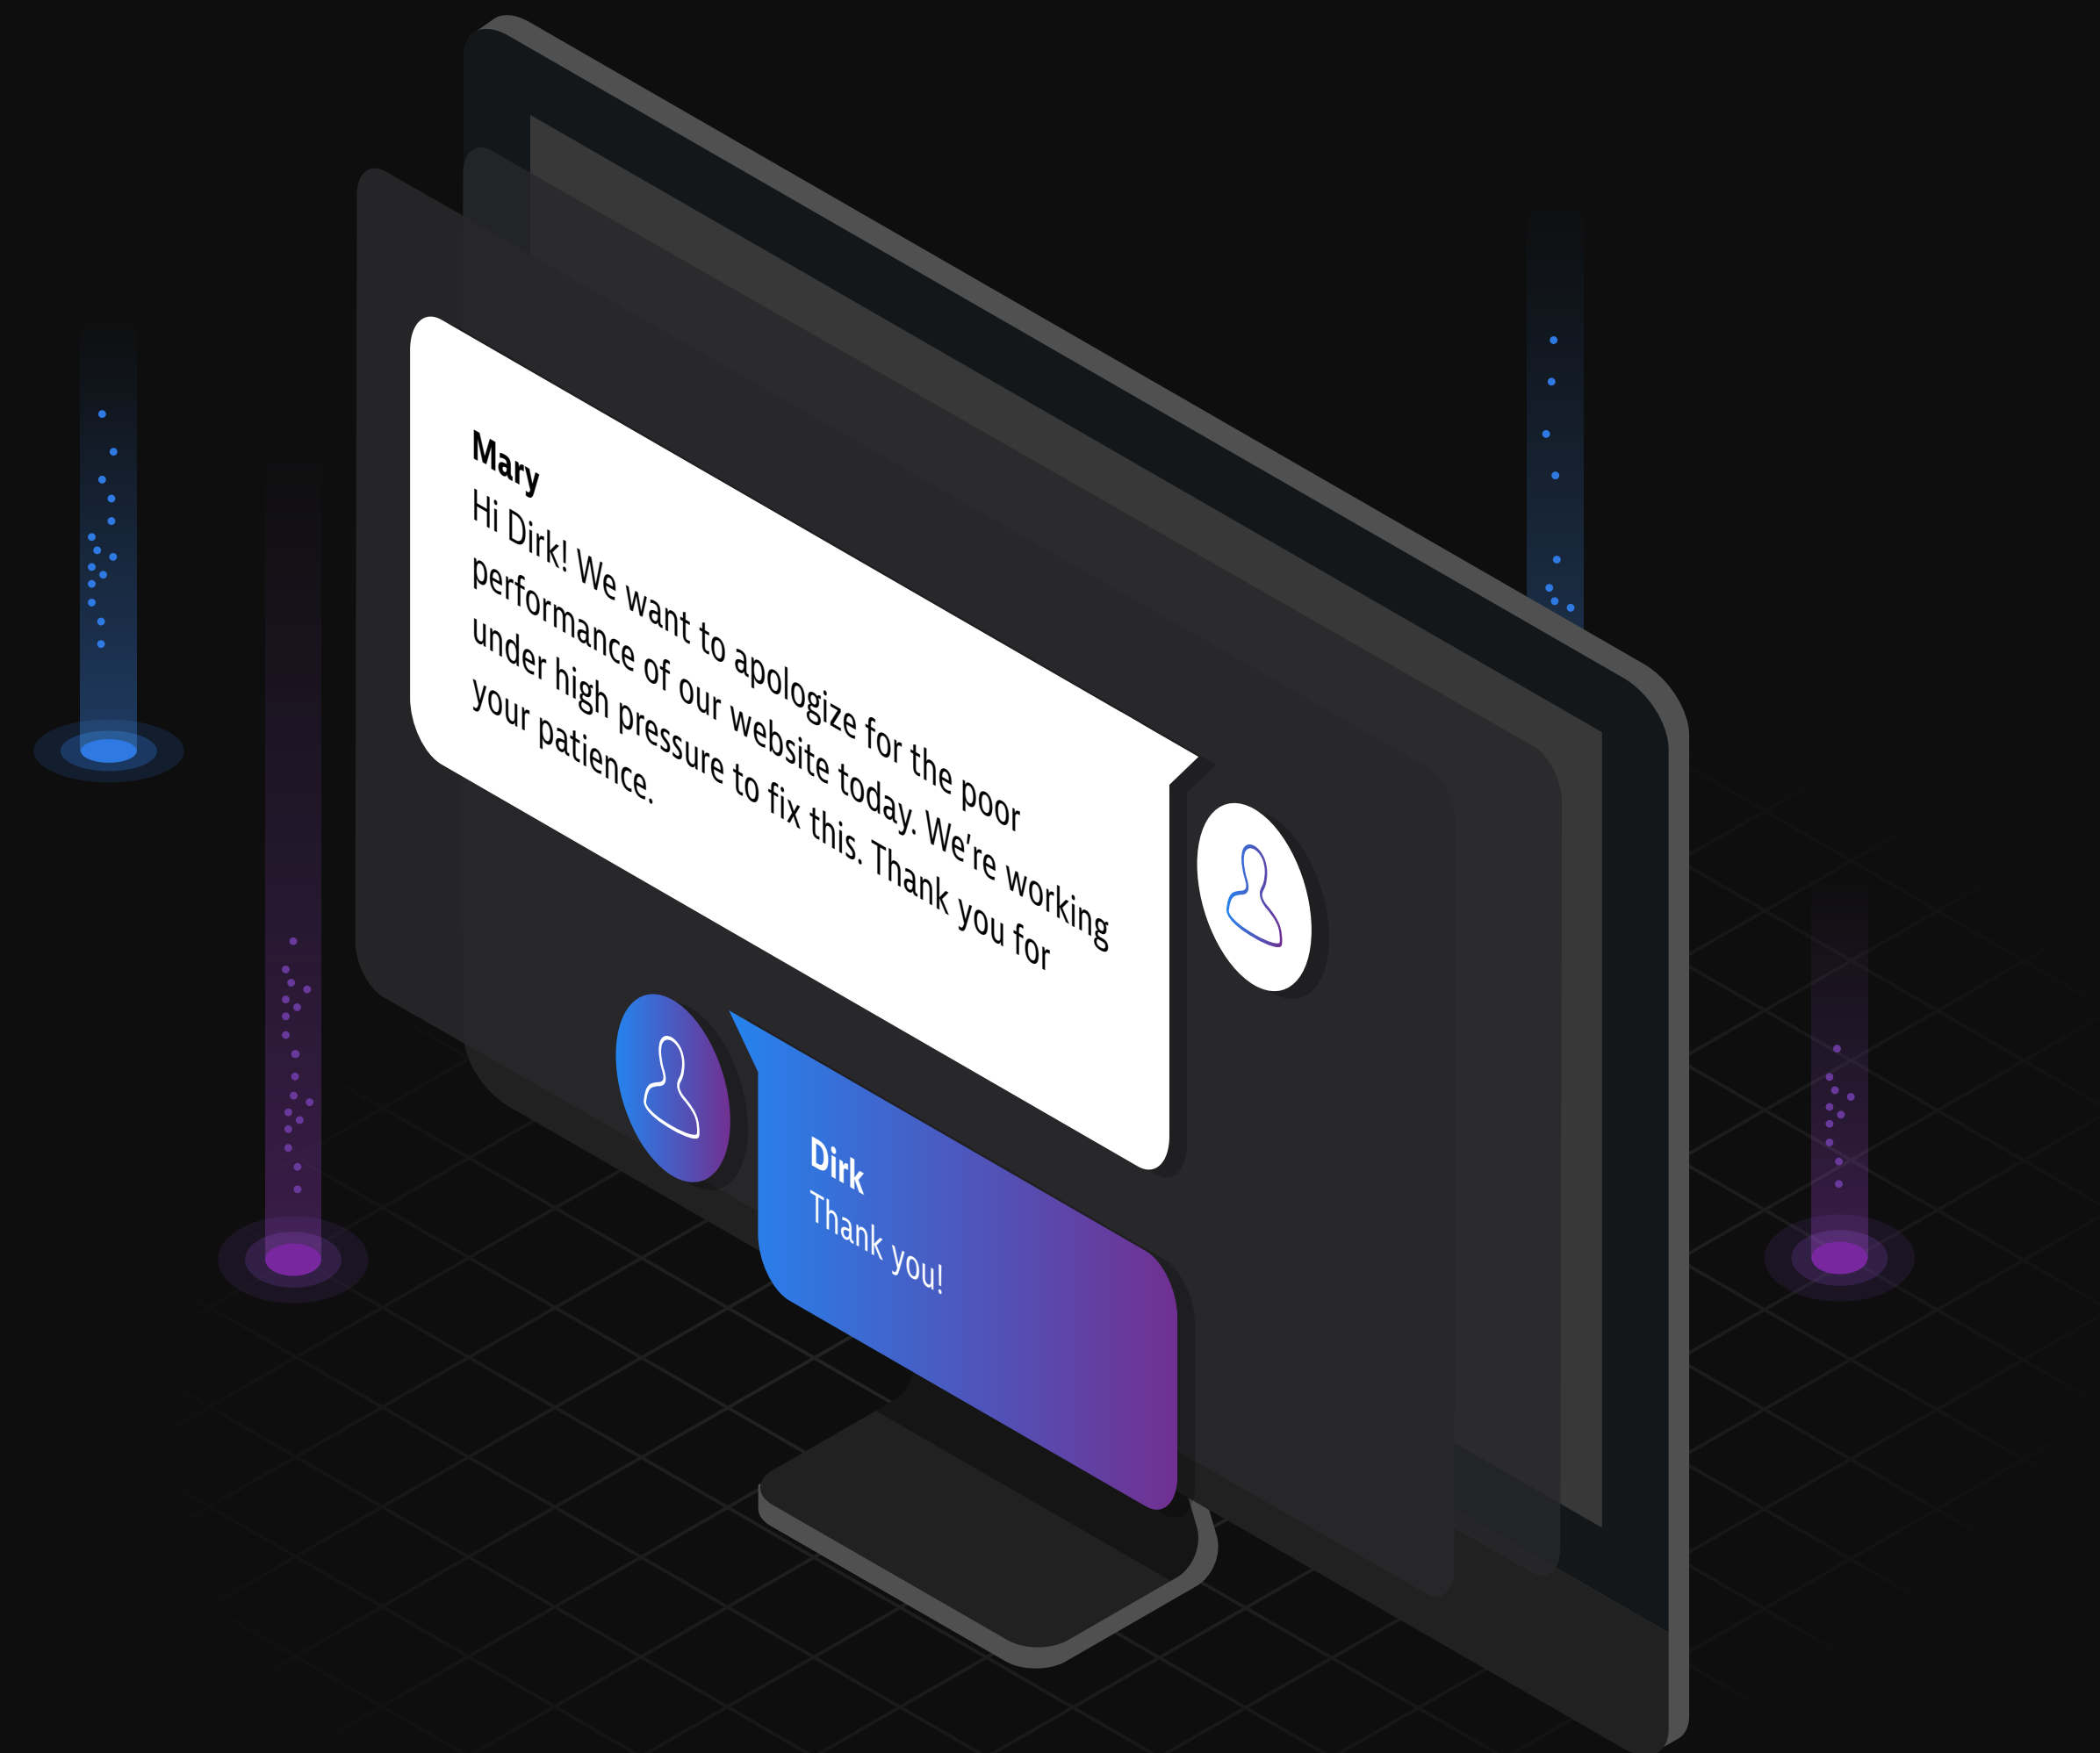 Mary
Hi Dirk! We want to apologize for the poor
performance of our website today. We're working
under high pressure to fix this. Thank you for
your patience.
Dirk
Thank you!